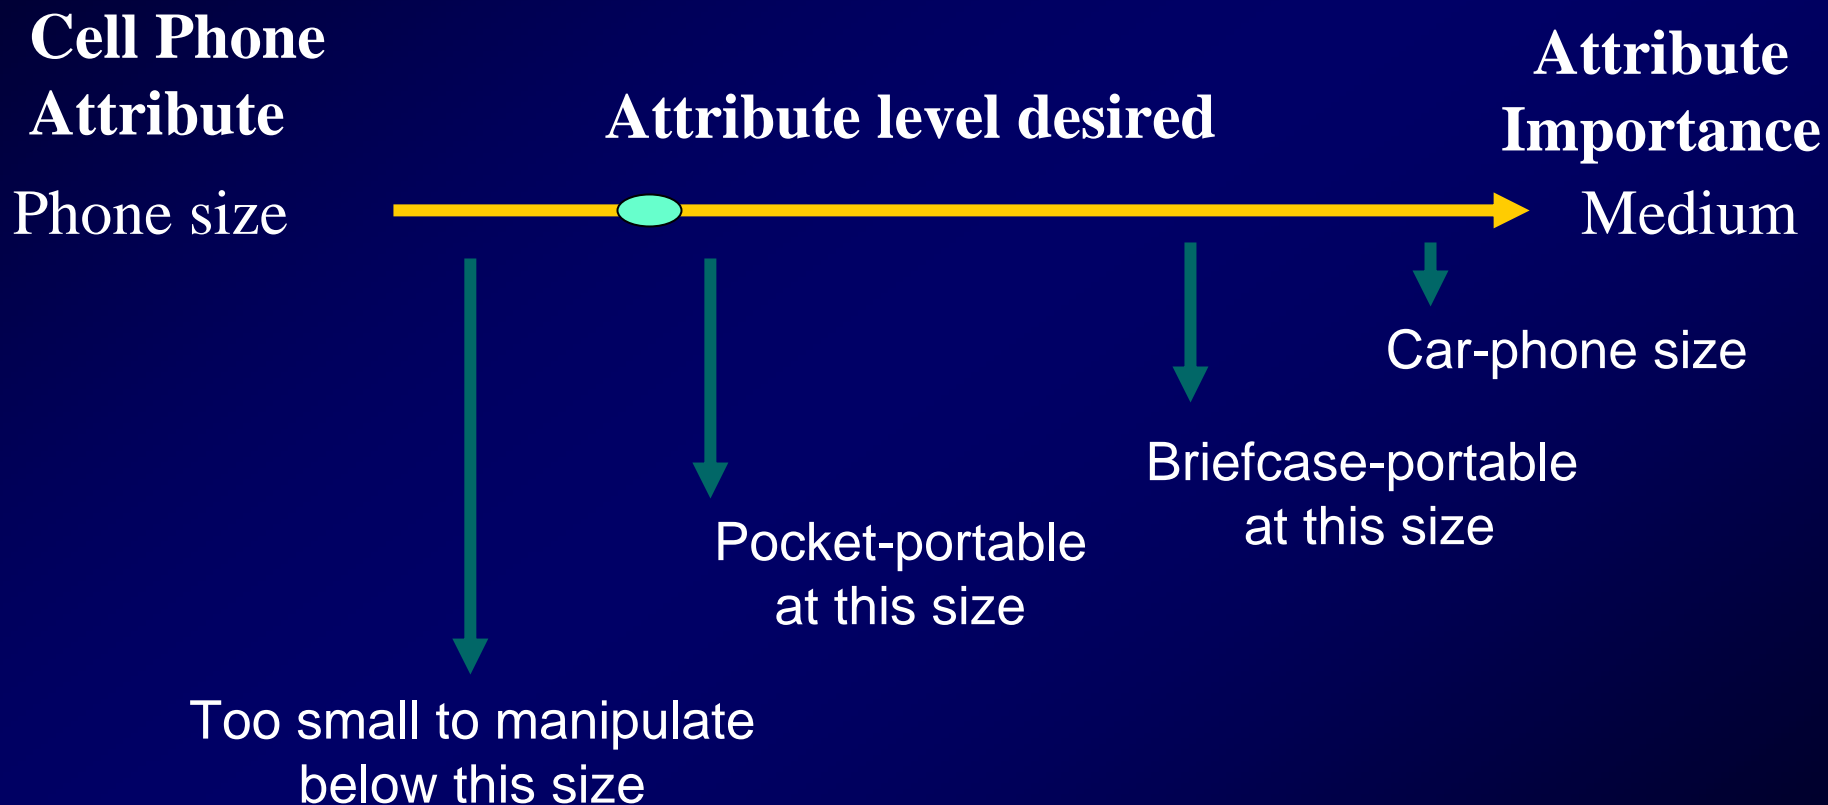 Cell Phone
Attribute
Attribute level desired
Attribute
Importance
Phone size
Medium
Car-phone size
Briefcase-portable
at this size
Pocket-portable
at this size
Too small to manipulate
below this size